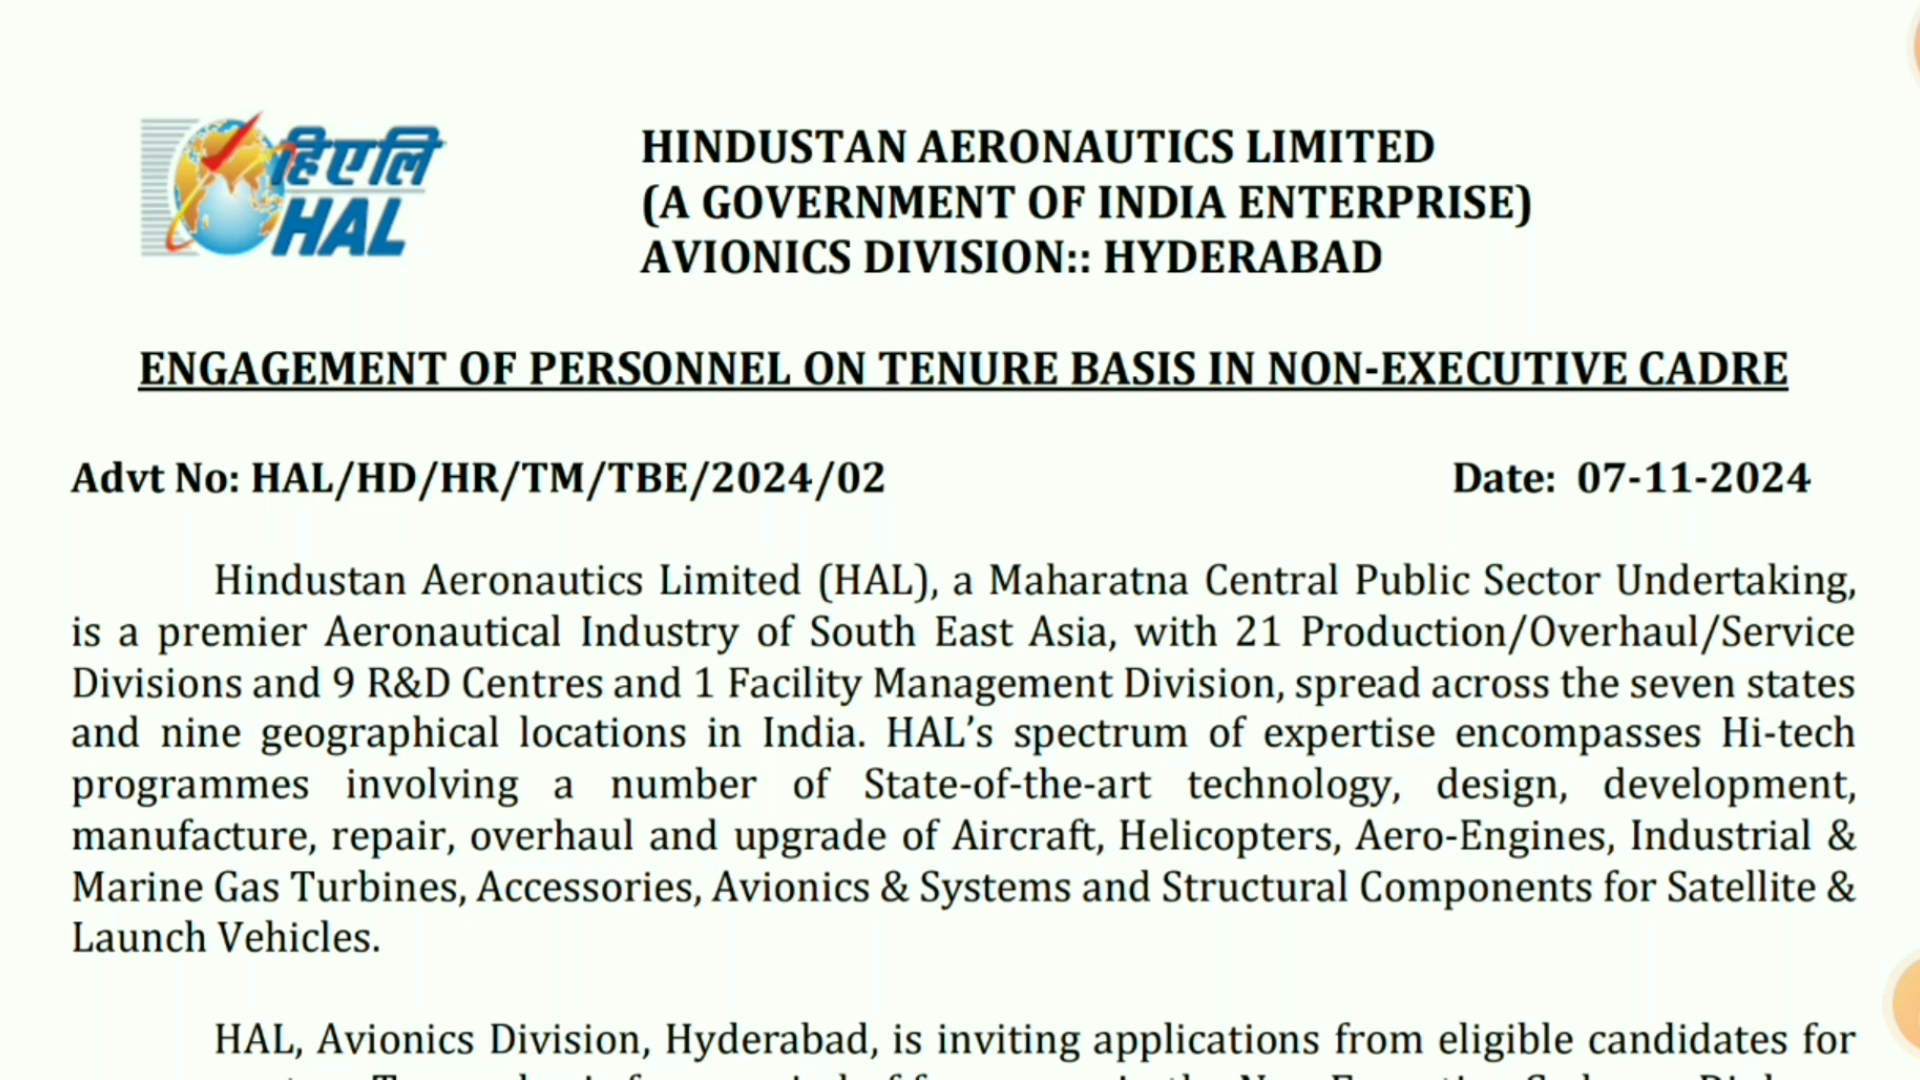 हिएलि
HAL
HINDUSTAN AERONAUTICS LIMITED
(A GOVERNMENT OF INDIA ENTERPRISE)
AVIONICS DIVISION:: HYDERABAD
ENGAGEMENT OF PERSONNEL ON TENURE BASIS IN NON-EXECUTIVE CADRE
Advt No: HAL/HD/HR/TM/TBE/2024/02 Date: 07-11-2024
Hindustan Aeronautics Limited (HAL), a Maharatna Central Public Sector Undertaking,
is a premier Aeronautical Industry of South East Asia, with 21 Production/Overhaul/Service
Divisions and 9 R&D Centres and 1 Facility Management Division, spread across the seven states
and nine geographical locations in India. HAL’s spectrum of expertise encompasses Hi-tech
programmes involving a number of State-of-the-art technology, design, development,
manufacture, repair, overhaul and upgrade of Aircraft, Helicopters, Aero-Engines, Industrial &
Marine Gas Turbines, Accessories, Avionics & Systems and Structural Components for Satellite &
Launch Vehicles.
HAL, Avionics Division, Hyderabad, is inviting applications from eligible candidates for